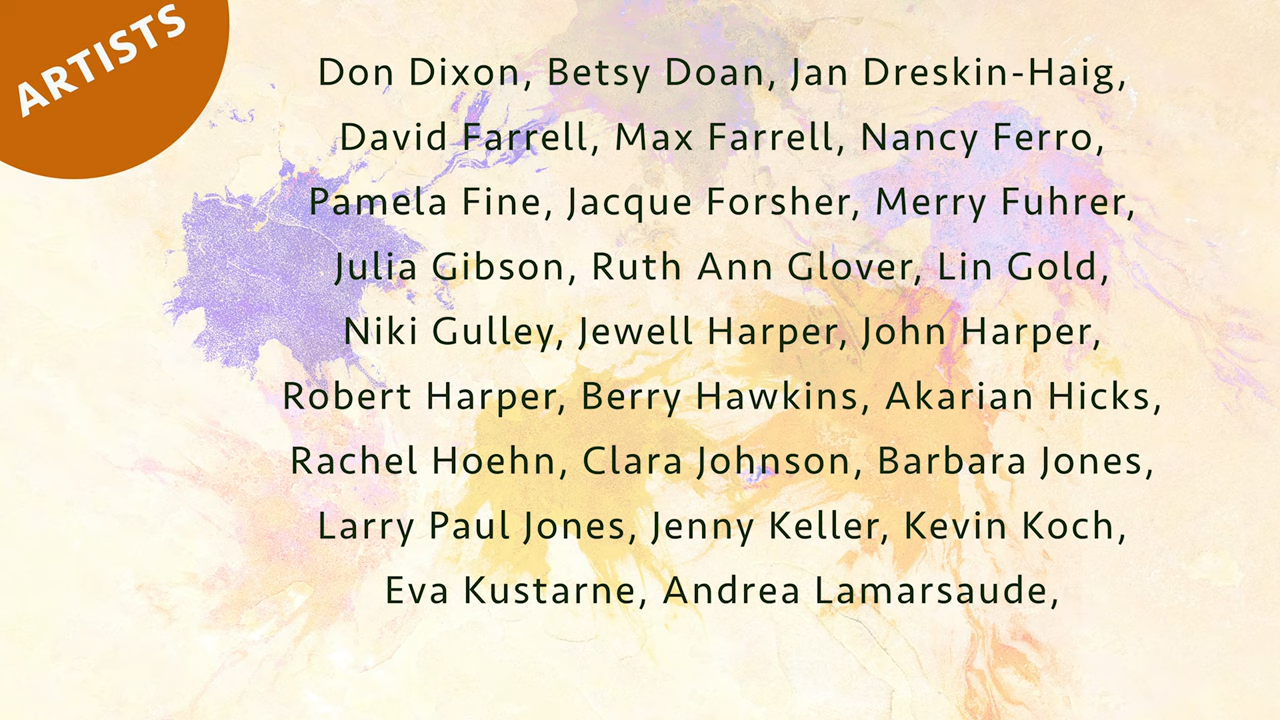 ARTISTS
Don Dixon, Betsy Doan, Jan Dreskin-Haig,
David Farrell, Max Farrell, Nancy Ferro,
Pamela Fine, Jacque Forsher, Merry Fuhrer,
Julia Gibson, Ruth Ann Glover, Lin Gold,
Niki Gulley, Jewell Harper, John Harper,
Robert Harper, Berry Hawkins, Akarian Hicks,
Rachel Hoehn, Clara Johnson, Barbara Jones,
Larry Paul Jones, Jenny Keller, Kevin Koch,
Eva Kustarne, Andrea Lamarsaude,